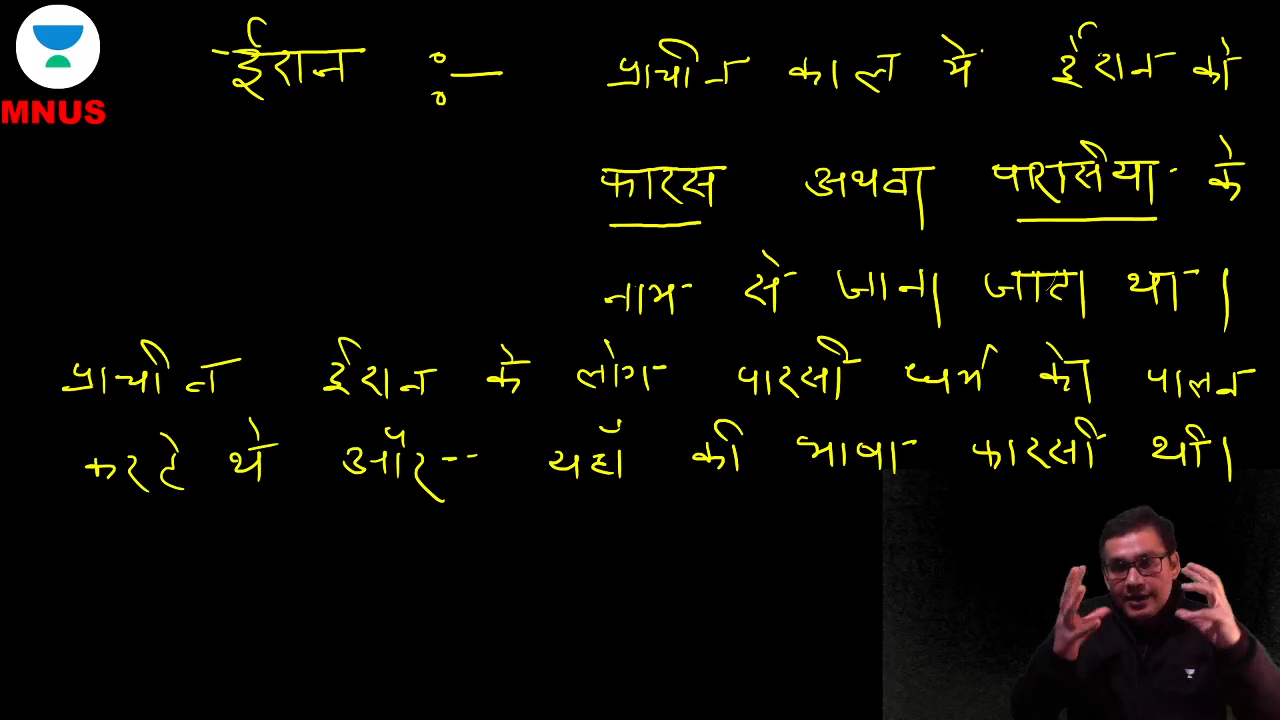 MNUS
ईरान :- प्राचीन काल में ईरान को
फारस अथवा पारसिया के
नाम से जाना जाता था।
प्राचीन ईरान के लोग पारसी धर्म का पालन
करते थे और यहाँ की भाषा फारसी थी।